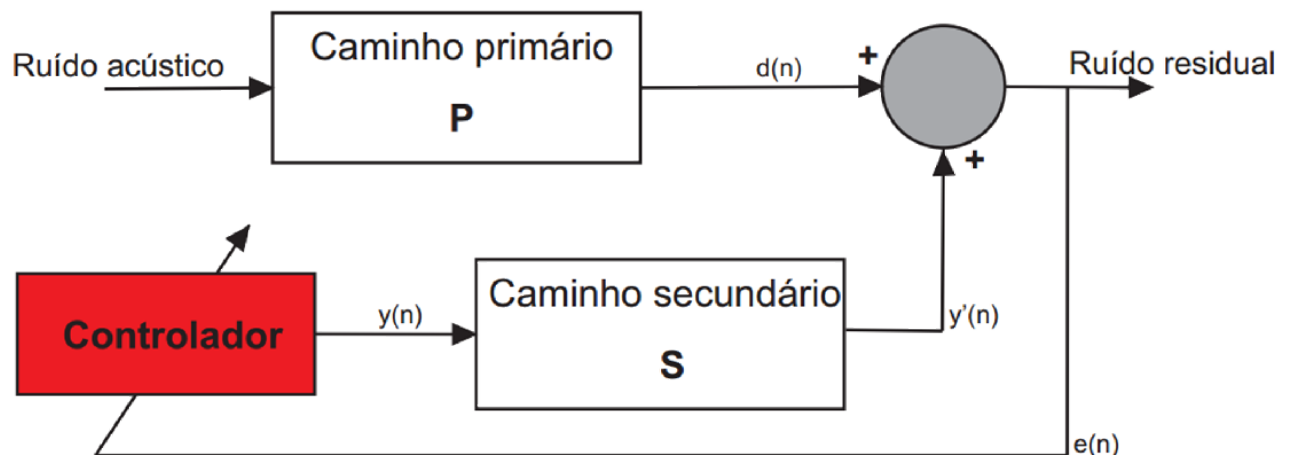 Ruído acústico
Caminho primário
P
d(n)
+
Ruído residual
+
Controlador
y(n)
Caminho secundário
S
y'(n)
e(n)